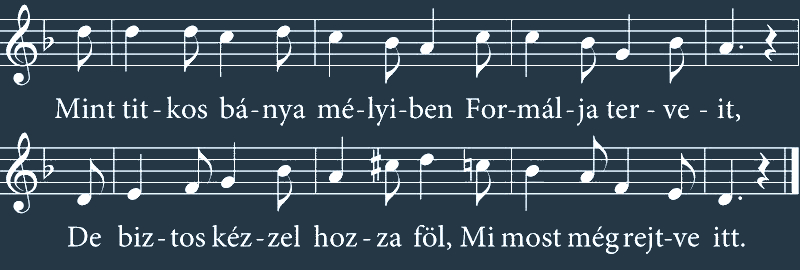 Mint tit - kos bá - nya mé - lyi - ben For - mál - ja ter - ve - it,
De biz - tos kéz - zel hoz - za föl, Mi most még rejt - ve itt.